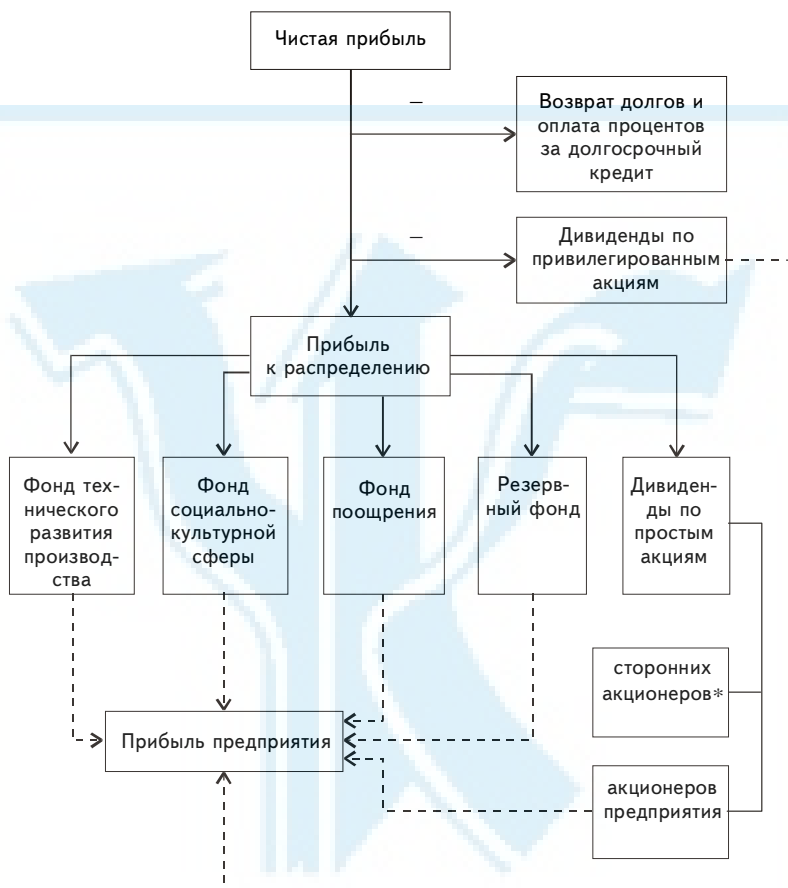 Чистая прибыль
–
Возврат долгов и
оплата процентов
за долгосрочный
кредит
–
Дивиденды по
привилегированным
акциям
Прибыль
к распределению
Фонд тех-
нического
развития
производ-
ства
Фонд
социально-
культурной
сферы
Фонд
поощрения
Резерв-
ный фонд
Дивиден-
ды по
простым
акциям
сторонних
акционеров*
Прибыль предприятия
акционеров
предприятия